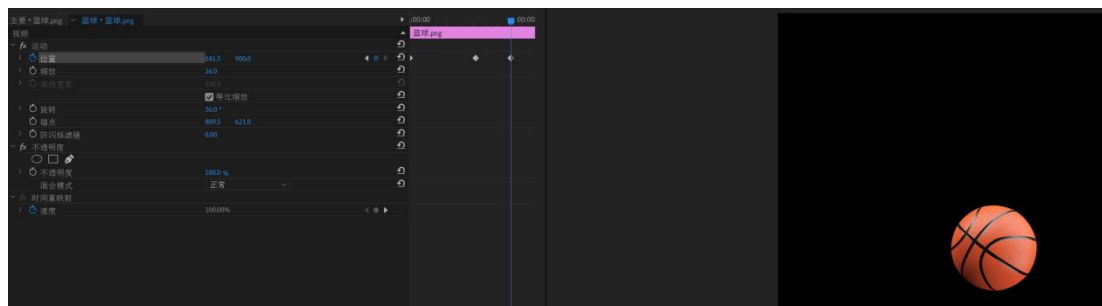 主要 * 篮球.png 篮球 * 篮球.png :00:00 00:00
视频 篮球.png
fx 运动
位置 841.5 900.0
缩放 36.0
缩放宽度 100.0
等比缩放
旋转 36.0 °
锚点 809.5 621.0
防闪烁滤镜 0.00
fx 不透明度
不透明度 100.0 %
混合模式 正常
fx 时间重映射
速度 100.00%